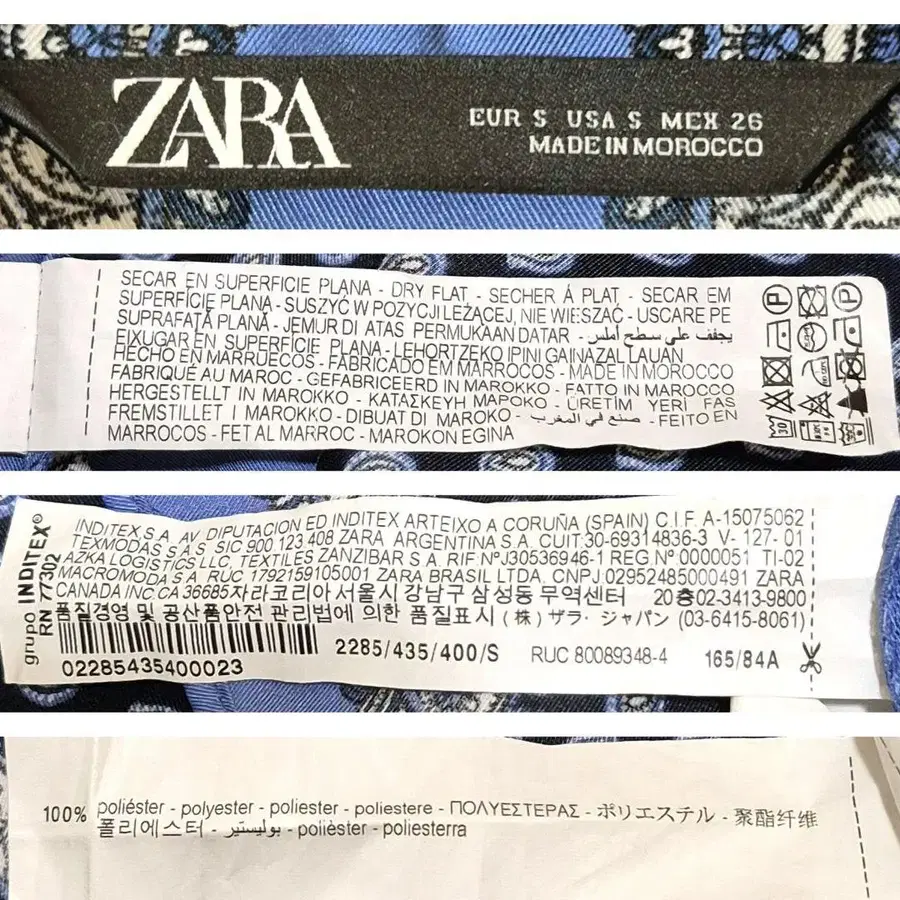 ZARA
EUR S USA S MEX 26
MADE IN MOROCCO
SECAR EN SUPERFICIE PLANA - DRY FLAT - SECHER Á PLAT - SECAR EM
SUPERFÍCIE PLANA - SUSZYĆ W POZYCJI LEŻĄCEJ, NIE WIESZAĆ - USCARE PE
SUPRAFAȚĂ PLANĂ - JEMUR DI ATAS PERMUKAAN DATAR - يجفف على سطح أملس
EIXUGAR EN SUPERFÍCIE PLANA - LEHORTZEKO IPINI GAINAZAL LAUAN
HECHO EN MARRUECOS - FABRICADO EM MARROCOS - MADE IN MOROCCO
FABRIQUÉ AU MAROC - GEFABRICEERD IN MAROKKO - FATTO IN MAROCCO
HERGESTELLT IN MAROKKO - ΚΑΤΑΣΚΕΥΗ ΜΑΡΟΚΟ - ÜRETİM YERİ FAS
FREMSTILLET I MAROKKO - DIBUAT DI MAROKO - صنع في المغرب - FEITO EN
MARROCOS - FET AL MARROC - MAROKON EGINA
grupo INDITEX®
RN 77302
INDITEX,S.A. AV. DIPUTACION ED INDITEX ARTEIXO A CORUÑA (SPAIN) C.I.F. A-15075062
TEXMODAS S.A.S SIC 900 123 408 ZARA ARGENTINA S.A. CUIT:30-69314836-3 V- 127- 01
AZKA LOGISTICS LLC, TEXTILES ZANZIBAR S.A. RIF NºJ30536946-1 REG Nº 0000051 TI-02
MACROMODA S.A. RUC 1792159105001 ZARA BRASIL LTDA. CNPJ 02952485000491 ZARA
CANADA INC CA 36685 자라코리아 서울시 강남구 삼성동 무역센터 20층02-3413-9800
품질경영 및 공산품안전 관리법에 의한 품질표시 (株) ザラ・ジャパン (03-6415-8061)
02285435400023
2285/435/400/S RUC 80089348-4 165/84A
100% poliéster - polyester - poliester - poliestere - ΠΟΛΥΕΣΤΕΡΑΣ - ポリエステル - 聚酯纤维
폴리에스터 - بوليستير - polièster - poliesterra